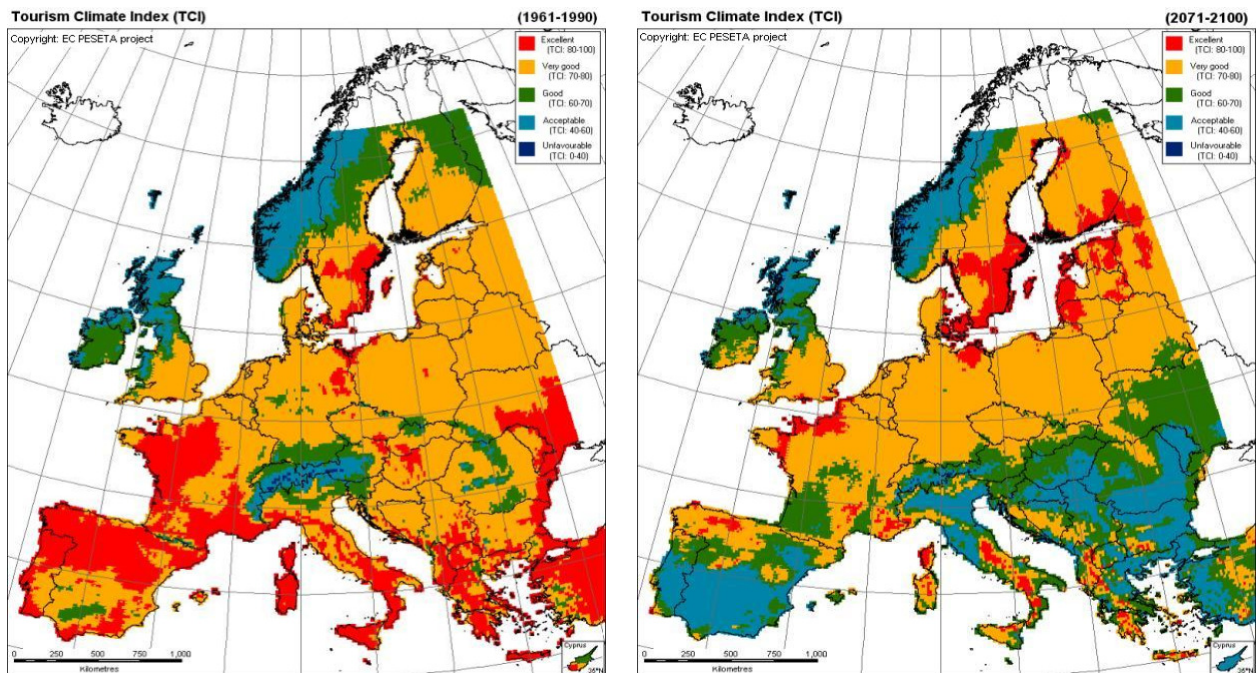 Tourism Climate Index (TCI) (1961-1990)
Copyright: EC PESETA project
Excellent
(TCI: 80-100)
Very good
(TCI: 70-80)
Good
(TCI: 60-70)
Acceptable
(TCI: 40-60)
Unfavourable
(TCI: 0-40)
0 250 500 750 1,000
Kilometres
Cyprus
35°N
Tourism Climate Index (TCI) (2071-2100)
Copyright: EC PESETA project
Excellent
(TCI: 80-100)
Very good
(TCI: 70-80)
Good
(TCI: 60-70)
Acceptable
(TCI: 40-60)
Unfavourable
(TCI: 0-40)
0 250 500 750 1,000
Kilometres
Cyprus
35°N